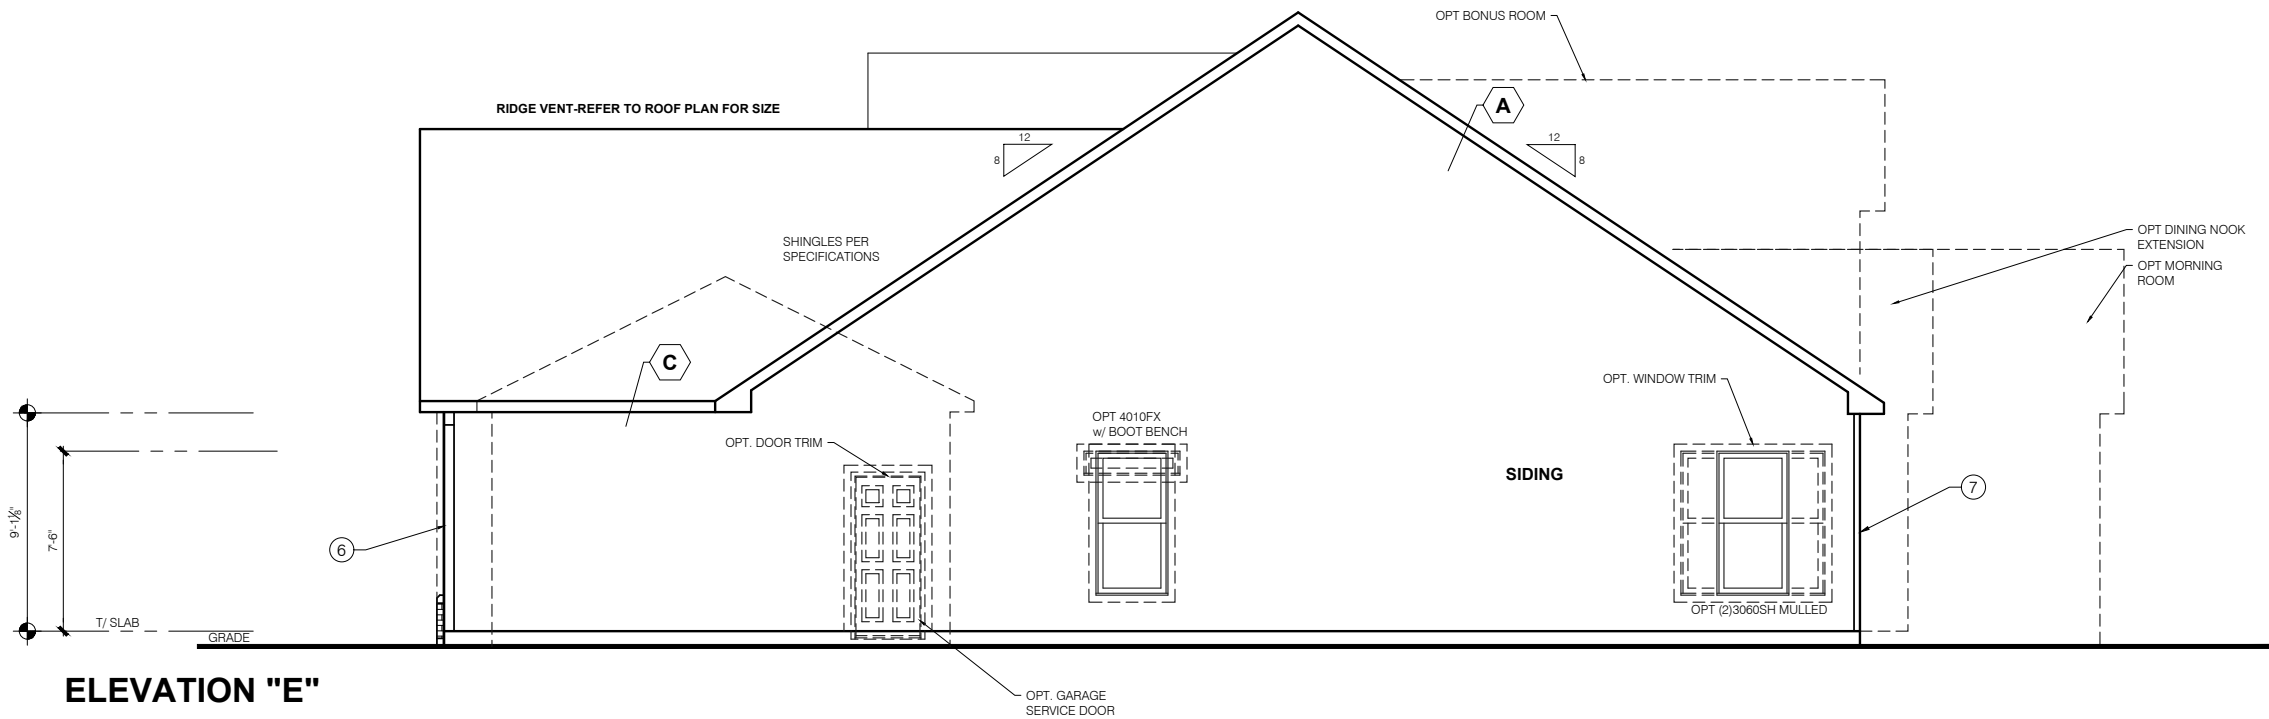 OPT BONUS ROOM
RIDGE VENT-REFER TO ROOF PLAN FOR SIZE
A
12
8
12
8
SHINGLES PER
SPECIFICATIONS
OPT DINING NOOK
EXTENSION
OPT MORNING
ROOM
C
OPT. WINDOW TRIM
OPT 4010FX
w/ BOOT BENCH
OPT. DOOR TRIM
SIDING
7
6
9'-1⅛"
7'-6"
OPT (2)3060SH MULLED
T/ SLAB
GRADE
ELEVATION "E"
OPT. GARAGE
SERVICE DOOR